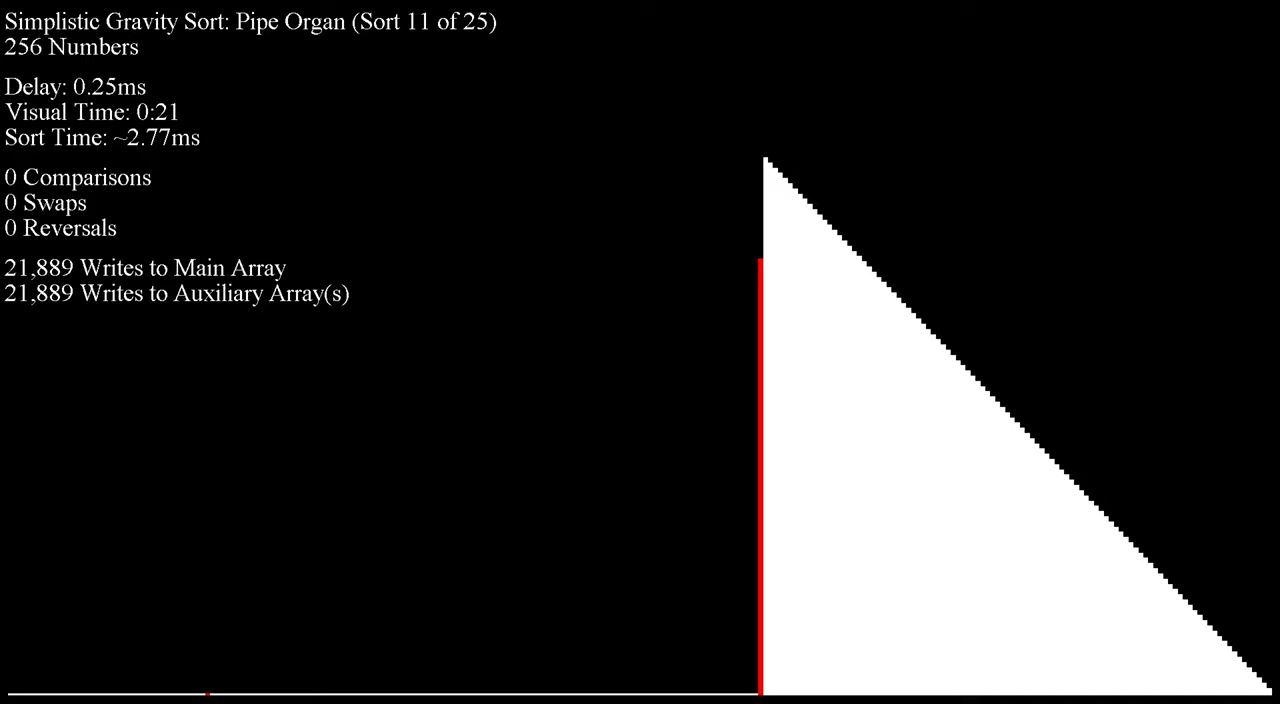 Simplistic Gravity Sort: Pipe Organ (Sort 11 of 25)
256 Numbers
Delay: 0.25ms
Visual Time: 0:21
Sort Time: ~2.77ms
0 Comparisons
0 Swaps
0 Reversals
21,889 Writes to Main Array
21,889 Writes to Auxiliary Array(s)